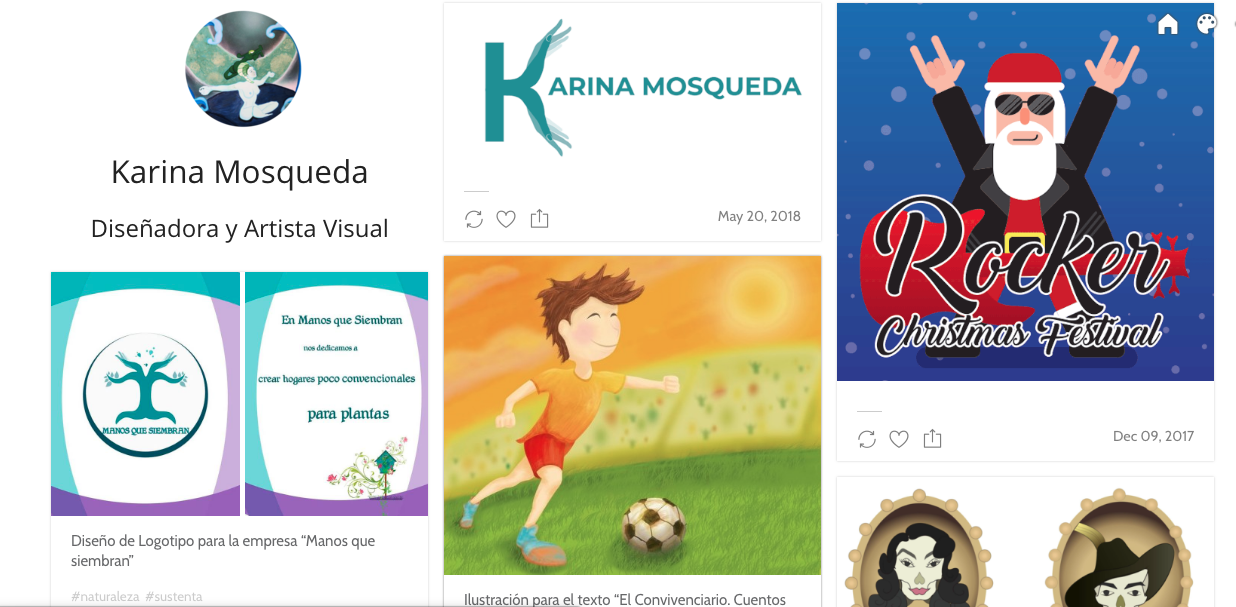 Karina Mosqueda
Diseñadora y Artista Visual
MANOS QUE SIEMBRAN
En Manos que Siembran
nos dedicamos a
crear hogares poco convencionales
para plantas
Diseño de Logotipo para la empresa “Manos que
siembran”
#naturaleza #sustenta
KARINA MOSQUEDA
May 20, 2018
Ilustración para el texto “El Convivenciario. Cuentos
Rocker
Christmas Festival
Dec 09, 2017